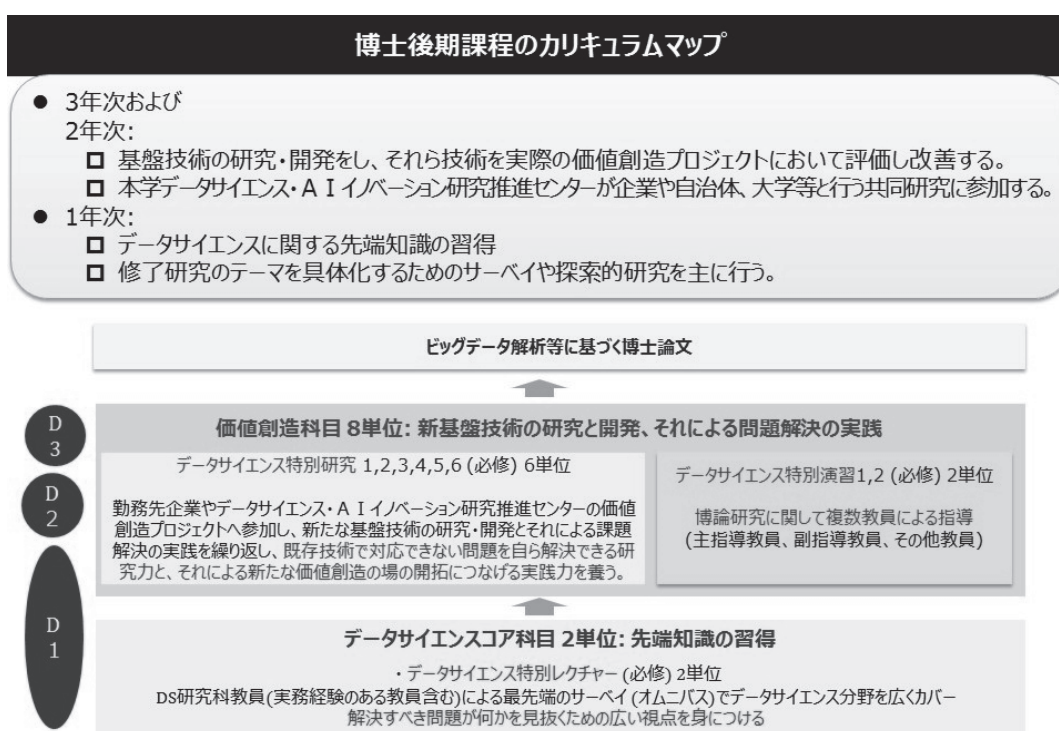 博士後期課程のカリキュラムマップ
● 3年次および
2年次:
基盤技術の研究・開発をし、それら技術を実際の価値創造プロジェクトにおいて評価し改善する。
本学データサイエンス・AIイノベーション研究推進センターが企業や自治体、大学等と行う共同研究に参加する。
● 1年次:
データサイエンスに関する先端知識の習得
修了研究のテーマを具体化するためのサーベイや探索的研究を主に行う。
ビッグデータ解析等に基づく博士論文
D
3
D
2
D
1
価値創造科目 8単位: 新基盤技術の研究と開発、それによる問題解決の実践
データサイエンス特別研究 1,2,3,4,5,6 (必修) 6単位
勤務先企業やデータサイエンス・AIイノベーション研究推進センターの価値
創造プロジェクトへ参加し、新たな基盤技術の研究・開発とそれによる課題
解決の実践を繰り返し、既存技術で対応できない問題を自ら解決できる研
究力と、それによる新たな価値創造の場の開拓につなげる実践力を養う。
データサイエンス特別演習1,2 (必修) 2単位
博論研究に関して複数教員による指導
(主指導教員、副指導教員、その他教員)
データサイエンスコア科目 2単位: 先端知識の習得
・データサイエンス特別レクチャー (必修) 2単位
DS研究科教員(実務経験のある教員含む)による最先端のサーベイ (オムニバス)でデータサイエンス分野を広くカバー
解決すべき問題が何かを見抜くための広い視点を身につける